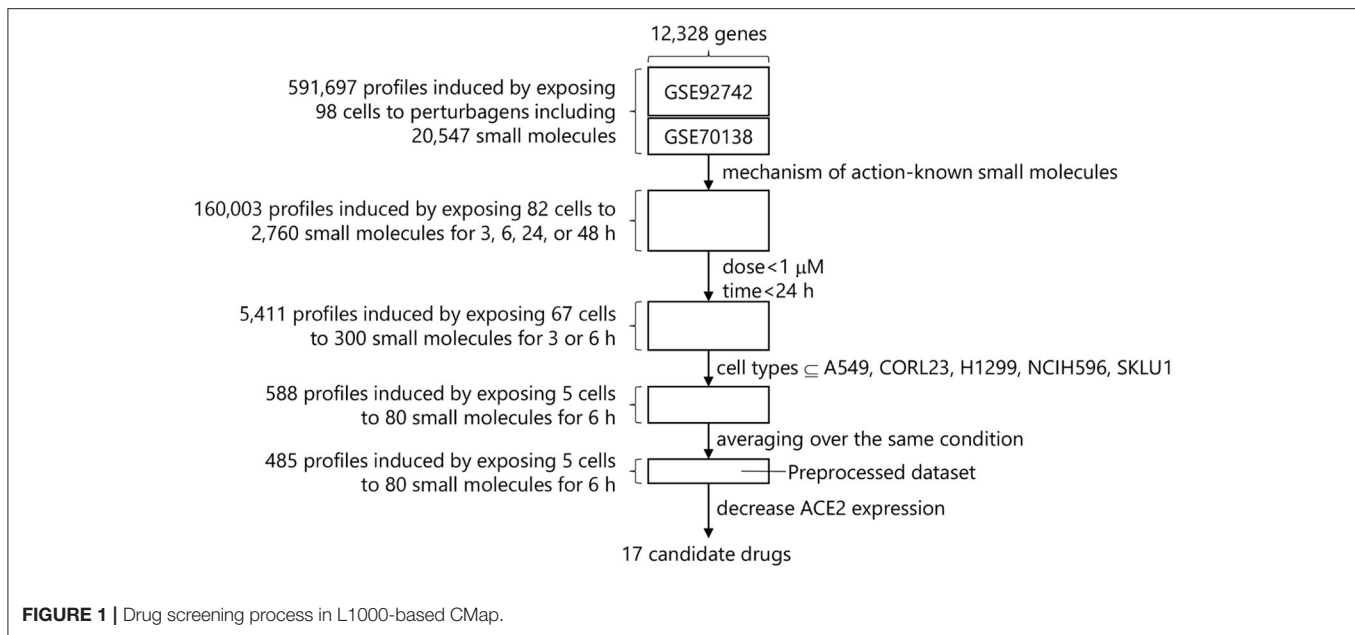 12,328 genes
591,697 profiles induced by exposing
98 cells to perturbagens including
20,547 small molecules
GSE92742
GSE70138
mechanism of action-known small molecules
160,003 profiles induced by exposing 82 cells to
2,760 small molecules for 3, 6, 24, or 48 h
dose<1 μM
time<24 h
5,411 profiles induced by exposing 67 cells
to 300 small molecules for 3 or 6 h
cell types ⊆ A549, CORL23, H1299, NCIH596, SKLU1
588 profiles induced by exposing 5 cells
to 80 small molecules for 6 h
averaging over the same condition
485 profiles induced by exposing 5 cells
to 80 small molecules for 6 h
Preprocessed dataset
decrease ACE2 expression
17 candidate drugs
FIGURE 1 | Drug screening process in L1000-based CMap.